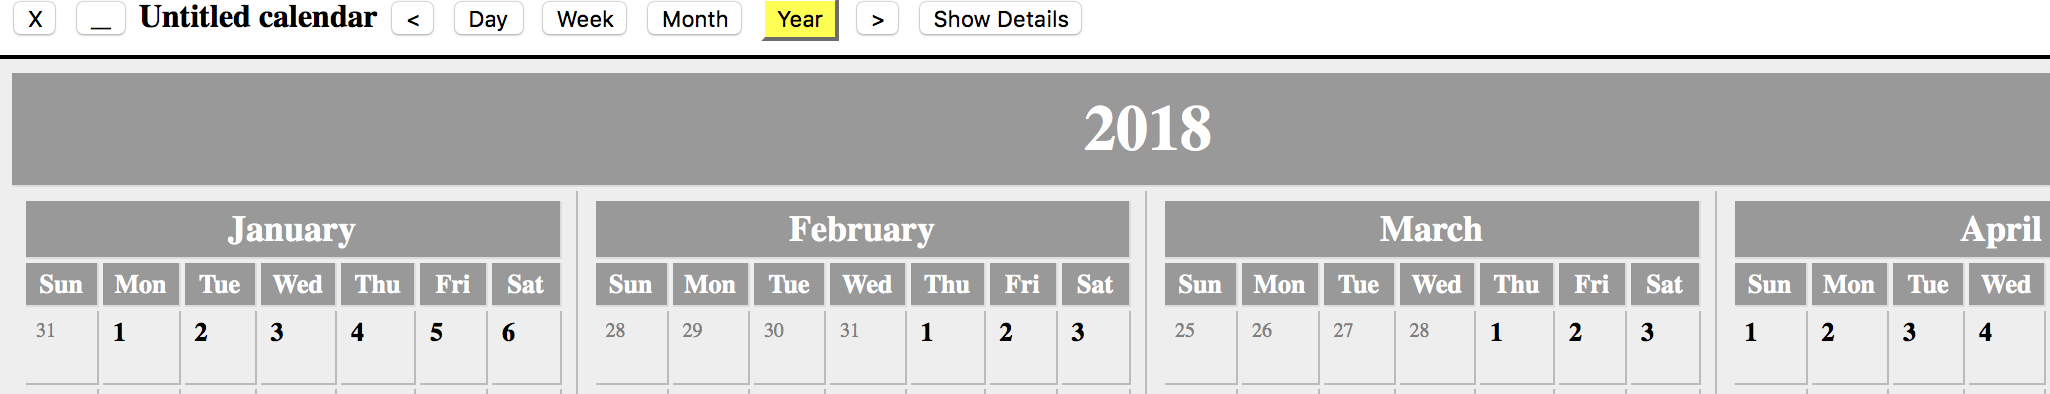 X __ Untitled calendar < Day Week Month Year > Show Details
2018
January February March April
Sun Mon Tue Wed Thu Fri Sat Sun Mon Tue Wed Thu Fri Sat Sun Mon Tue Wed Thu Fri Sat Sun Mon Tue Wed
31 1 2 3 4 5 6 28 29 30 31 1 2 3 25 26 27 28 1 2 3 1 2 3 4